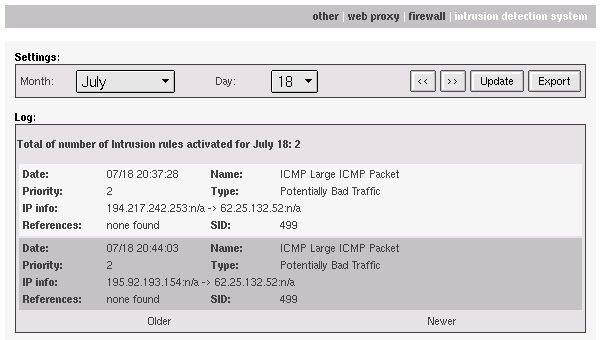 other | web proxy | firewall | intrusion detection system
Settings:
Month: July Day: 18 << >> Update Export
Log:
Total of number of Intrusion rules activated for July 18: 2
Date: 07/18 20:37:28 Name: ICMP Large ICMP Packet
Priority: 2 Type: Potentially Bad Traffic
IP info: 194.217.242.253:n/a -> 62.25.132.52:n/a
References: none found SID: 499
Date: 07/18 20:44:03 Name: ICMP Large ICMP Packet
Priority: 2 Type: Potentially Bad Traffic
IP info: 195.92.193.154:n/a -> 62.25.132.52:n/a
References: none found SID: 499
Older Newer